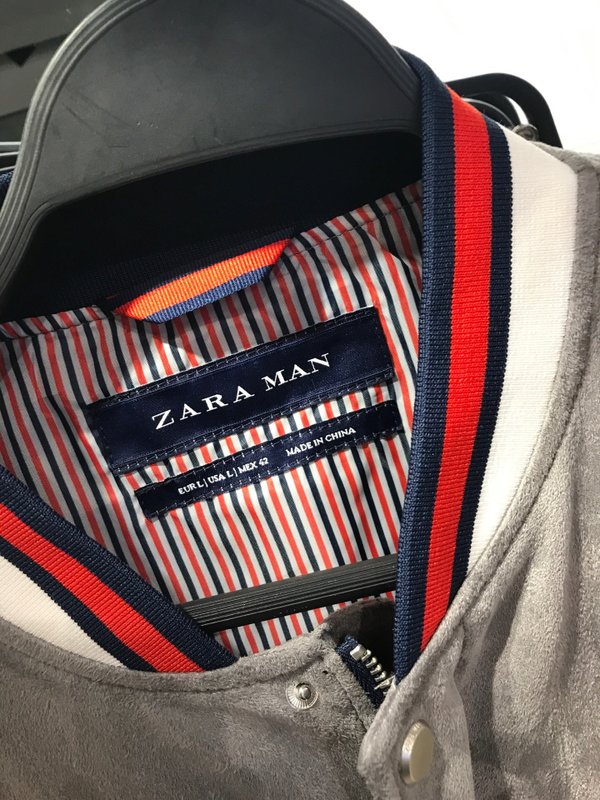 ZARA MAN
EUR L | USA L | MEX 42 MADE IN CHINA